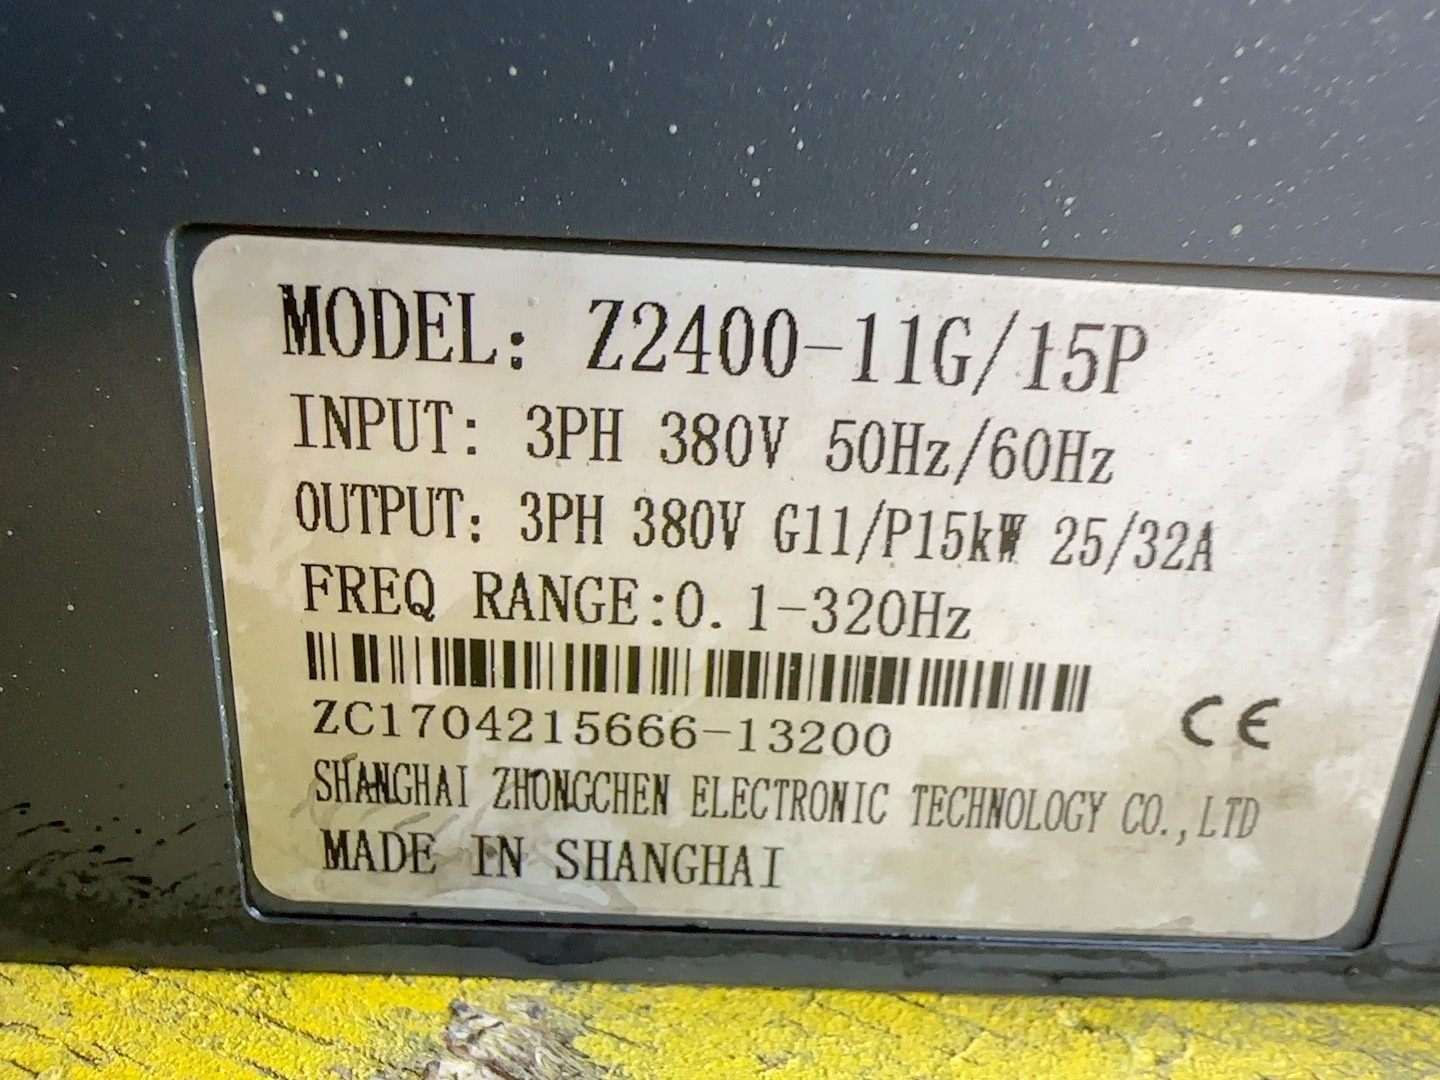 MODEL: Z2400-11G/15P
INPUT: 3PH 380V 50Hz/60Hz
OUTPUT: 3PH 380V G11/P15kW 25/32A
FREQ RANGE:0.1-320Hz
ZC1704215666-13200
CE
SHANGHAI ZHONGCHEN ELECTRONIC TECHNOLOGY CO.,LTD
MADE IN SHANGHAI